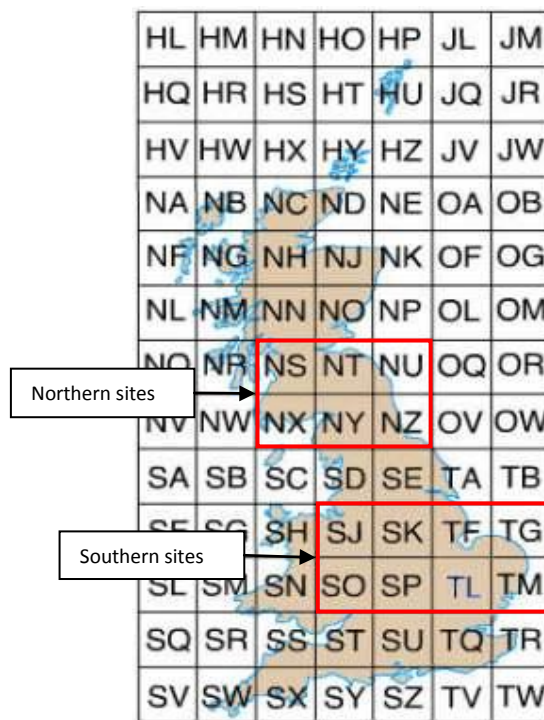 HL HM HN HO HP JL JM
HQ HR HS HT HU JQ JR
HV HW HX HY HZ JV JW
NA NB NC ND NE OA OB
NF NG NH NJ NK OF OG
NL NM NN NO NP OL OM
NQ NR NS NT NU OQ OR
Northern sites
NV NW NX NY NZ OV OW
SA SB SC SD SE TA TB
SF SG SH SJ SK TF TG
Southern sites
SL SM SN SO SP TL TM
SQ SR SS ST SU TQ TR
SV SW SX SY SZ TV TW